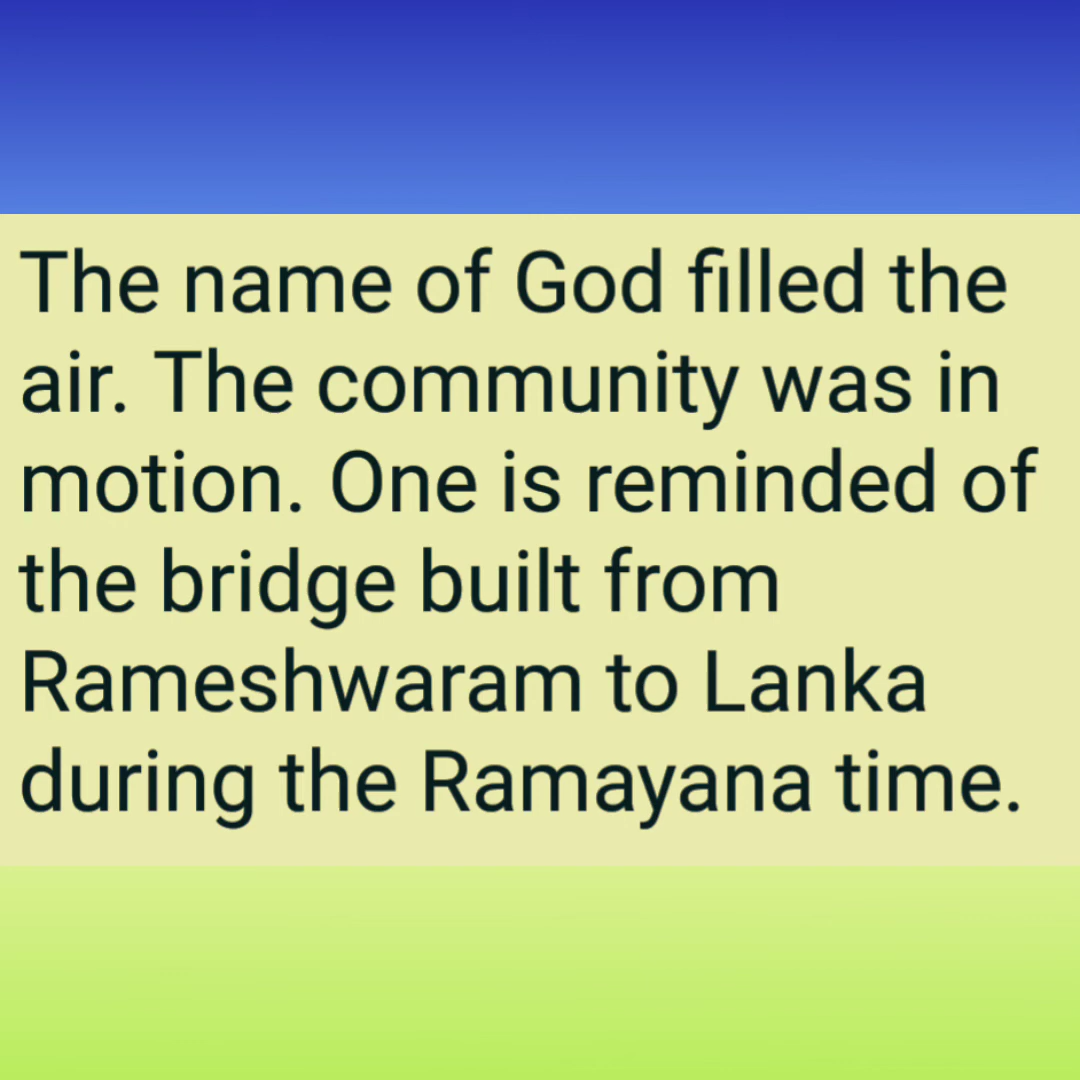 The name of God filled the
air. The community was in
motion. One is reminded of
the bridge built from
Rameshwaram to Lanka
during the Ramayana time.